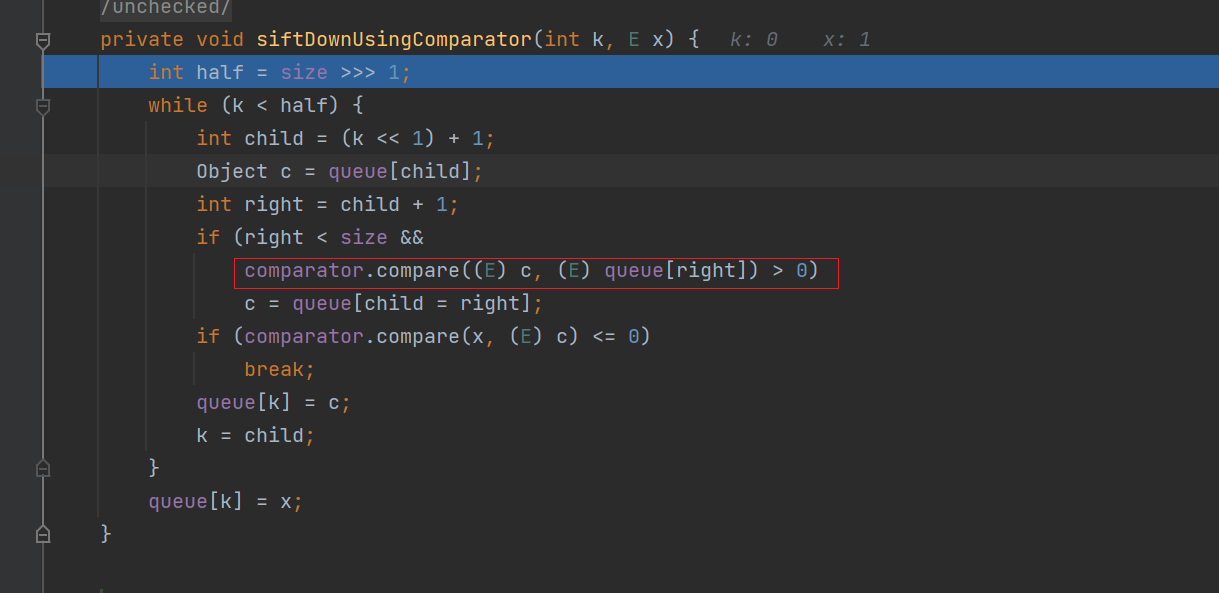 /unchecked/
private void siftDownUsingComparator(int k, E x) {   k: 0    x: 1
    int half = size >>> 1;
    while (k < half) {
        int child = (k << 1) + 1;
        Object c = queue[child];
        int right = child + 1;
        if (right < size &&
            comparator.compare((E) c, (E) queue[right]) > 0)
            c = queue[child = right];
        if (comparator.compare(x, (E) c) <= 0)
            break;
        queue[k] = c;
        k = child;
    }
    queue[k] = x;
}